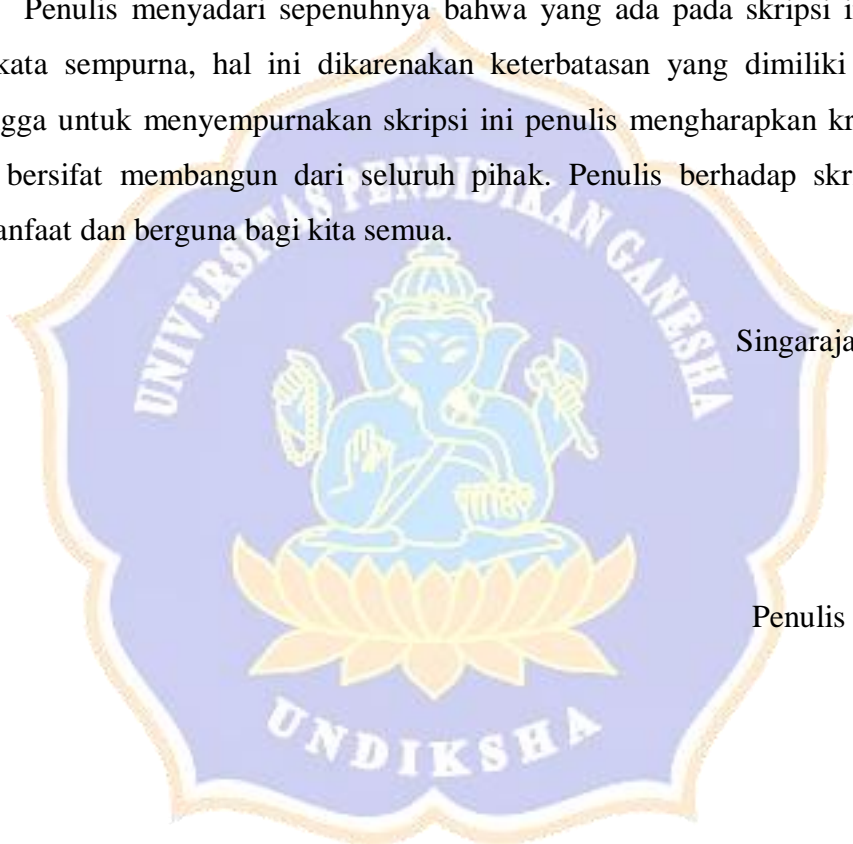 Penulis menyadari sepenuhnya bahwa yang ada pada skripsi i
kata sempurna, hal ini dikarenakan keterbatasan yang dimiliki
gga untuk menyempurnakan skripsi ini penulis mengharapkan kr
bersifat membangun dari seluruh pihak. Penulis berhadap skr
anfaat dan berguna bagi kita semua.
UNIVERSITAS PENDIDIKAN GANESHA
Singaraja
Penulis
UNDIKSHA